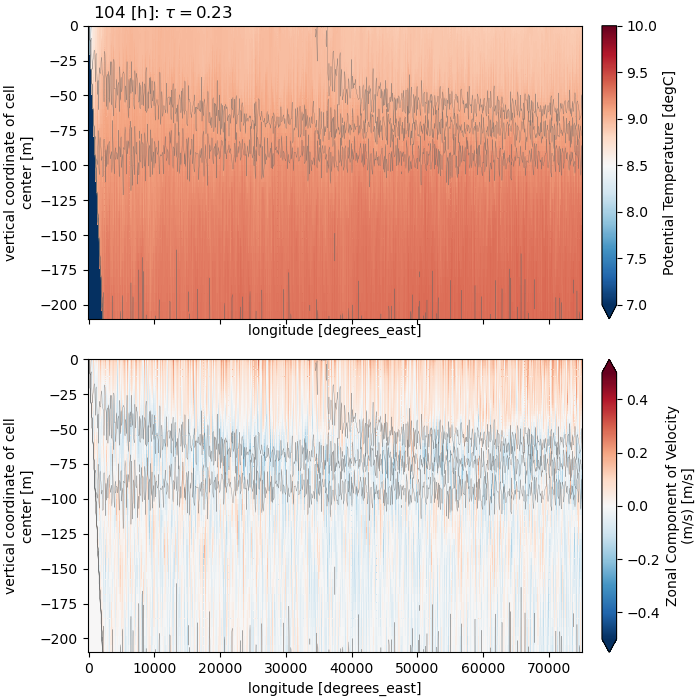 104 [h]: τ = 0.23
0
−25
−50
−75
−100
−125
−150
−175
−200
vertical coordinate of cell
center [m]
longitude [degrees_east]
10.0
9.5
9.0
8.5
8.0
7.5
7.0
Potential Temperature [degC]
0
−25
−50
−75
−100
−125
−150
−175
−200
vertical coordinate of cell
center [m]
0 10000 20000 30000 40000 50000 60000 70000
longitude [degrees_east]
0.4
0.2
0.0
−0.2
−0.4
Zonal Component of Velocity
(m/s) [m/s]